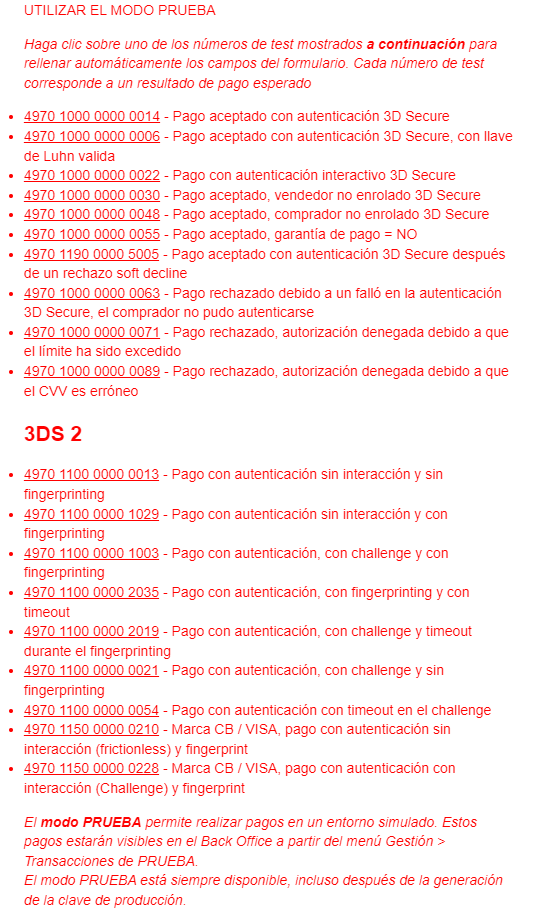 UTILIZAR EL MODO PRUEBA
Haga clic sobre uno de los números de test mostrados a continuación para
rellenar automáticamente los campos del formulario. Cada número de test
corresponde a un resultado de pago esperado
4970 1000 0000 0014 - Pago aceptado con autenticación 3D Secure
4970 1000 0000 0006 - Pago aceptado con autenticación 3D Secure, con llave
de Luhn valida
4970 1000 0000 0022 - Pago con autenticación interactivo 3D Secure
4970 1000 0000 0030 - Pago aceptado, vendedor no enrolado 3D Secure
4970 1000 0000 0048 - Pago aceptado, comprador no enrolado 3D Secure
4970 1000 0000 0055 - Pago aceptado, garantía de pago = NO
4970 1190 0000 5005 - Pago aceptado con autenticación 3D Secure después
de un rechazo soft decline
4970 1000 0000 0063 - Pago rechazado debido a un falló en la autenticación
3D Secure, el comprador no pudo autenticarse
4970 1000 0000 0071 - Pago rechazado, autorización denegada debido a que
el límite ha sido excedido
4970 1000 0000 0089 - Pago rechazado, autorización denegada debido a que
el CVV es erróneo
3DS 2
4970 1100 0000 0013 - Pago con autenticación sin interacción y sin
fingerprinting
4970 1100 0000 1029 - Pago con autenticación sin interacción y con
fingerprinting
4970 1100 0000 1003 - Pago con autenticación, con challenge y con
fingerprinting
4970 1100 0000 2035 - Pago con autenticación, con fingerprinting y con
timeout
4970 1100 0000 2019 - Pago con autenticación, con challenge y timeout
durante el fingerprinting
4970 1100 0000 0021 - Pago con autenticación, con challenge y sin
fingerprinting
4970 1100 0000 0054 - Pago con autenticación con timeout en el challenge
4970 1150 0000 0210 - Marca CB / VISA, pago con autenticación sin
interacción (frictionless) y fingerprint
4970 1150 0000 0228 - Marca CB / VISA, pago con autenticación con
interacción (Challenge) y fingerprint
El modo PRUEBA permite realizar pagos en un entorno simulado. Estos
pagos estarán visibles en el Back Office a partir del menú Gestión >
Transacciones de PRUEBA.
El modo PRUEBA está siempre disponible, incluso después de la generación
de la clave de producción.